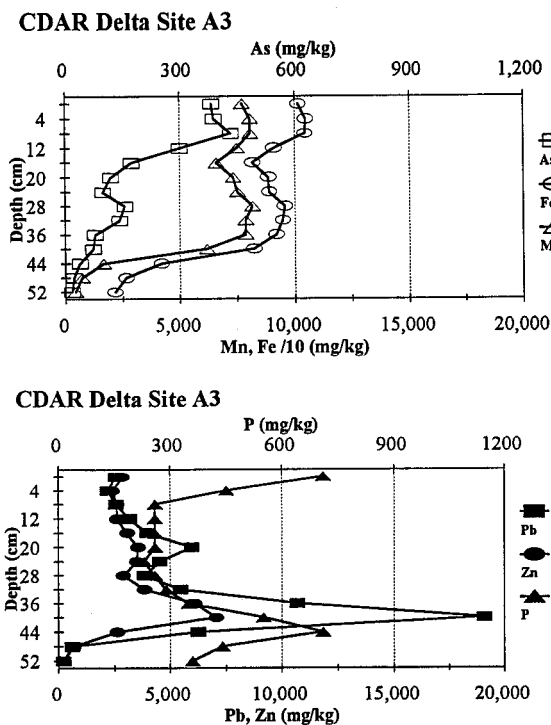 CDAR Delta Site A3
As (mg/kg)
0 300 600 900 1,200
Depth (cm)
4
12
20
28
36
44
52
0 5,000 10,000 15,000 20,000
Mn, Fe /10 (mg/kg)
As
Fe
M
CDAR Delta Site A3
P (mg/kg)
0 300 600 900 1200
Depth (cm)
4
12
20
28
36
44
52
0 5,000 10,000 15,000 20,000
Pb, Zn (mg/kg)
Pb
Zn
P